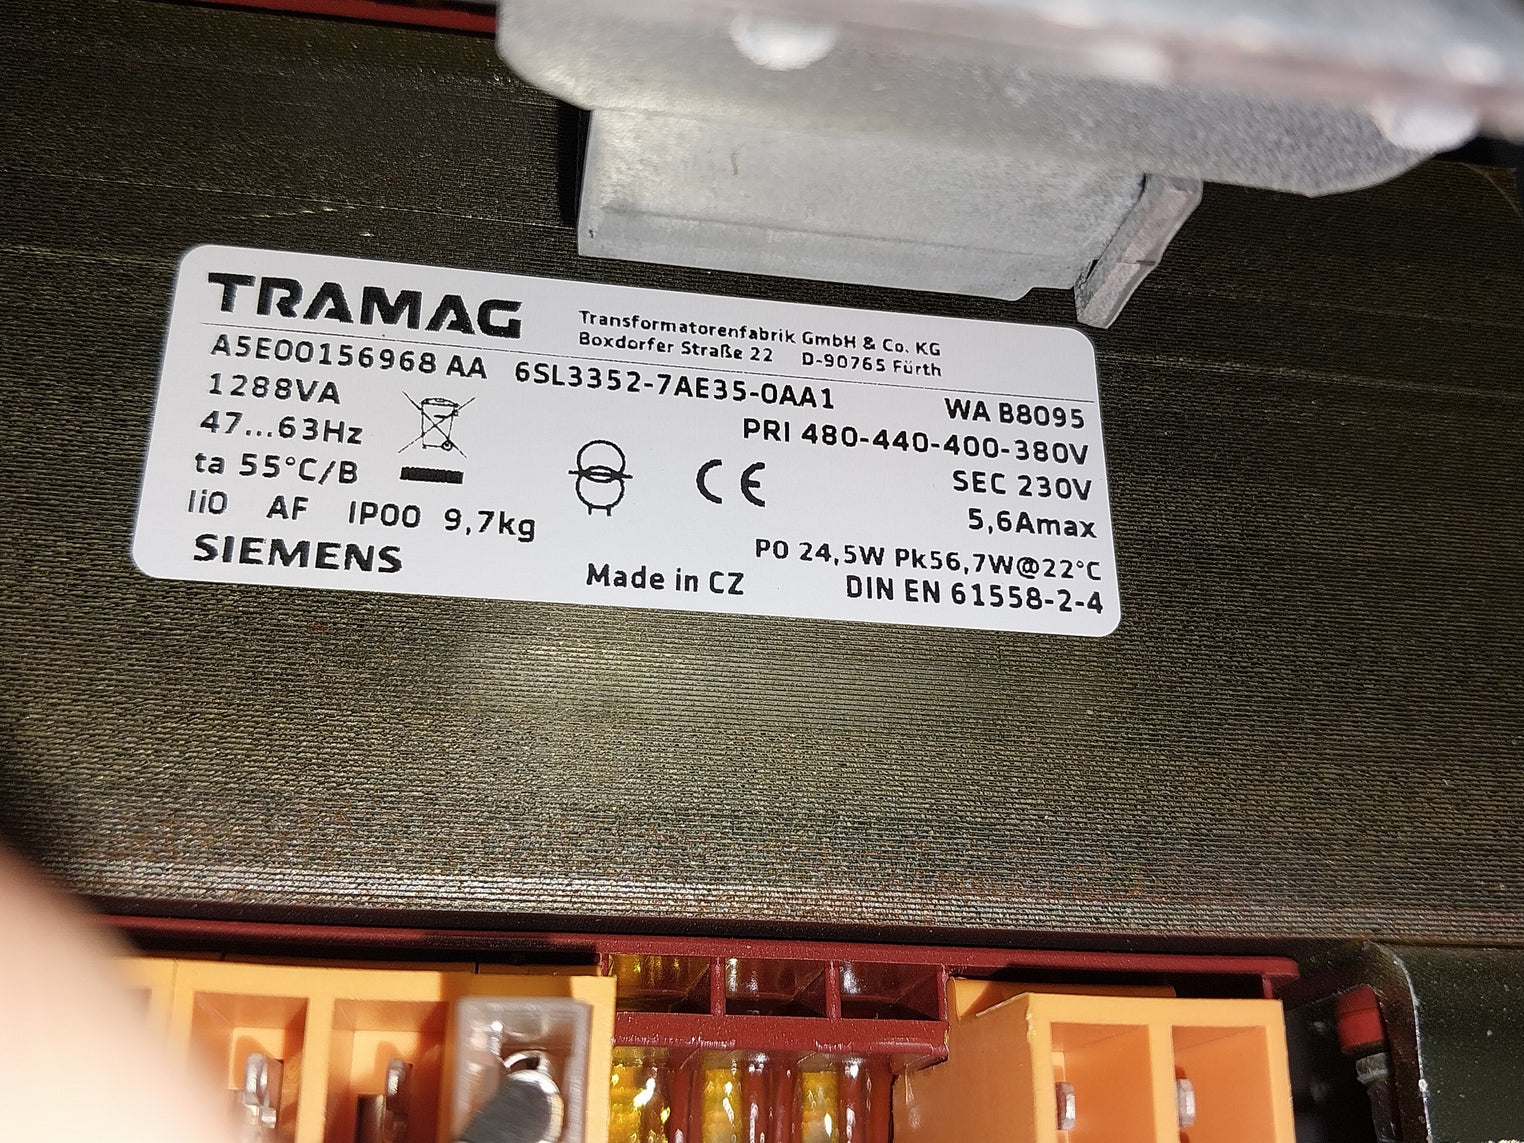 TRAMAG
Transformatorenfabrik GmbH & Co. KG
Boxdorfer Straße 22 D-90765 Fürth
A5E00156968 AA 6SL3352-7AE35-0AA1 WA B8095
1288VA PRI 480-440-400-380V
47...63Hz SEC 230V
ta 55°C/B 5,6Amax
Ii0 AF IP00 9,7kg P0 24,5W Pk56,7W@22°C
SIEMENS Made in CZ DIN EN 61558-2-4
CE